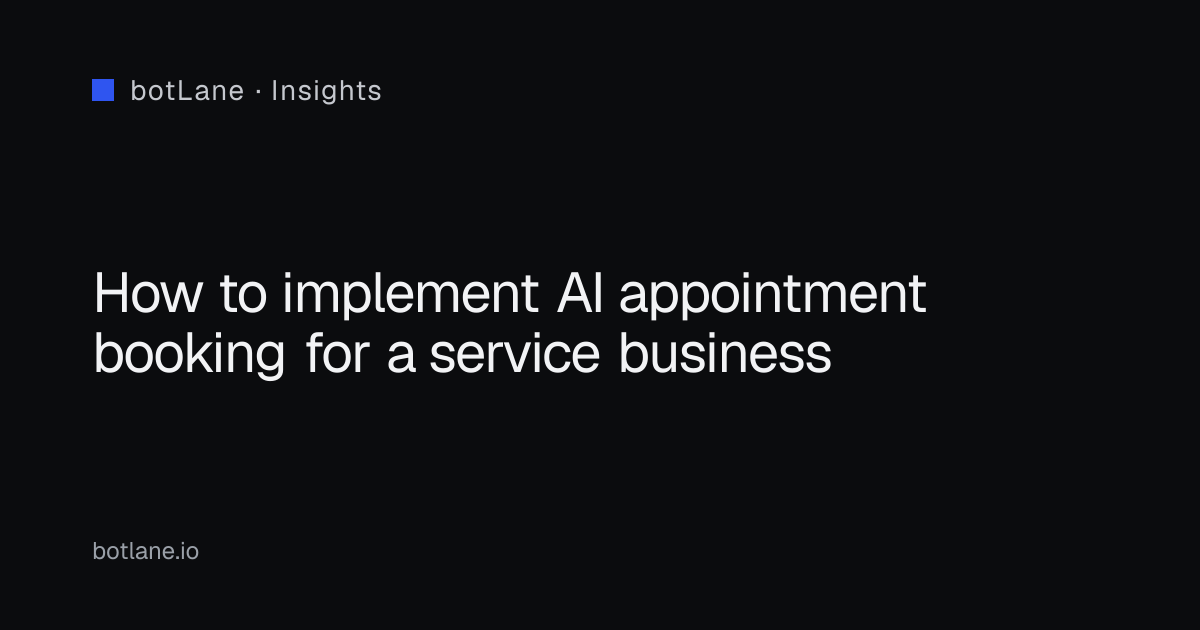 botLane · Insights
How to implement AI appointment
booking for a service business
botlane.io